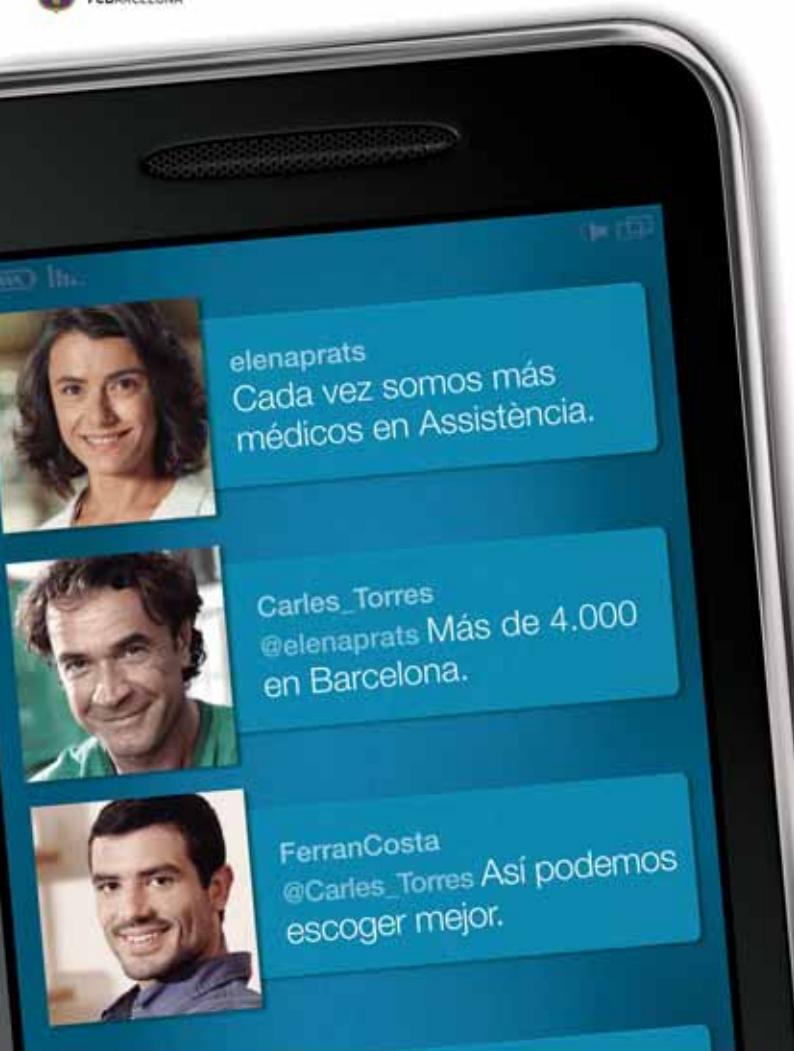 FCBARCELONA
elenaprats
Cada vez somos más
médicos en Assistència.
Carles_Torres
@elenaprats Más de 4.000
en Barcelona.
FerranCosta
@Carles_Torres Así podemos
escoger mejor.